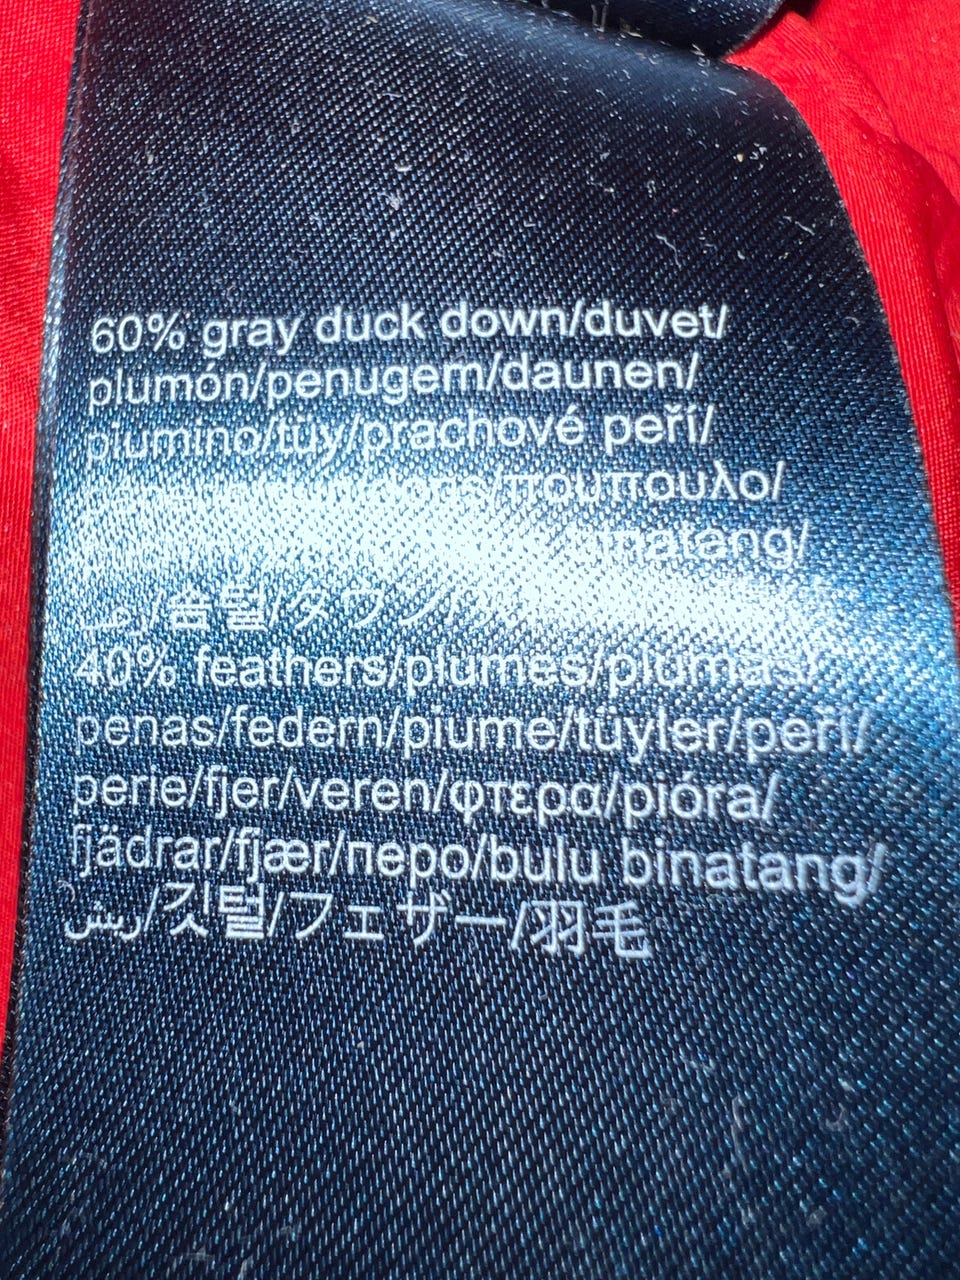 60% gray duck down/duvet/
plumón/penugem/daunen/
piumino/tüy/prachové peří/
πουπουλο/
binatang/
/솜털/ダウン/
40% feathers/plumes/plumas/
penas/federn/piume/tüyler/peří/
perie/fjer/veren/φτερα/pióra/
fjädrar/fjær/перо/bulu binatang/
ريش/깃털/フェザー/羽毛